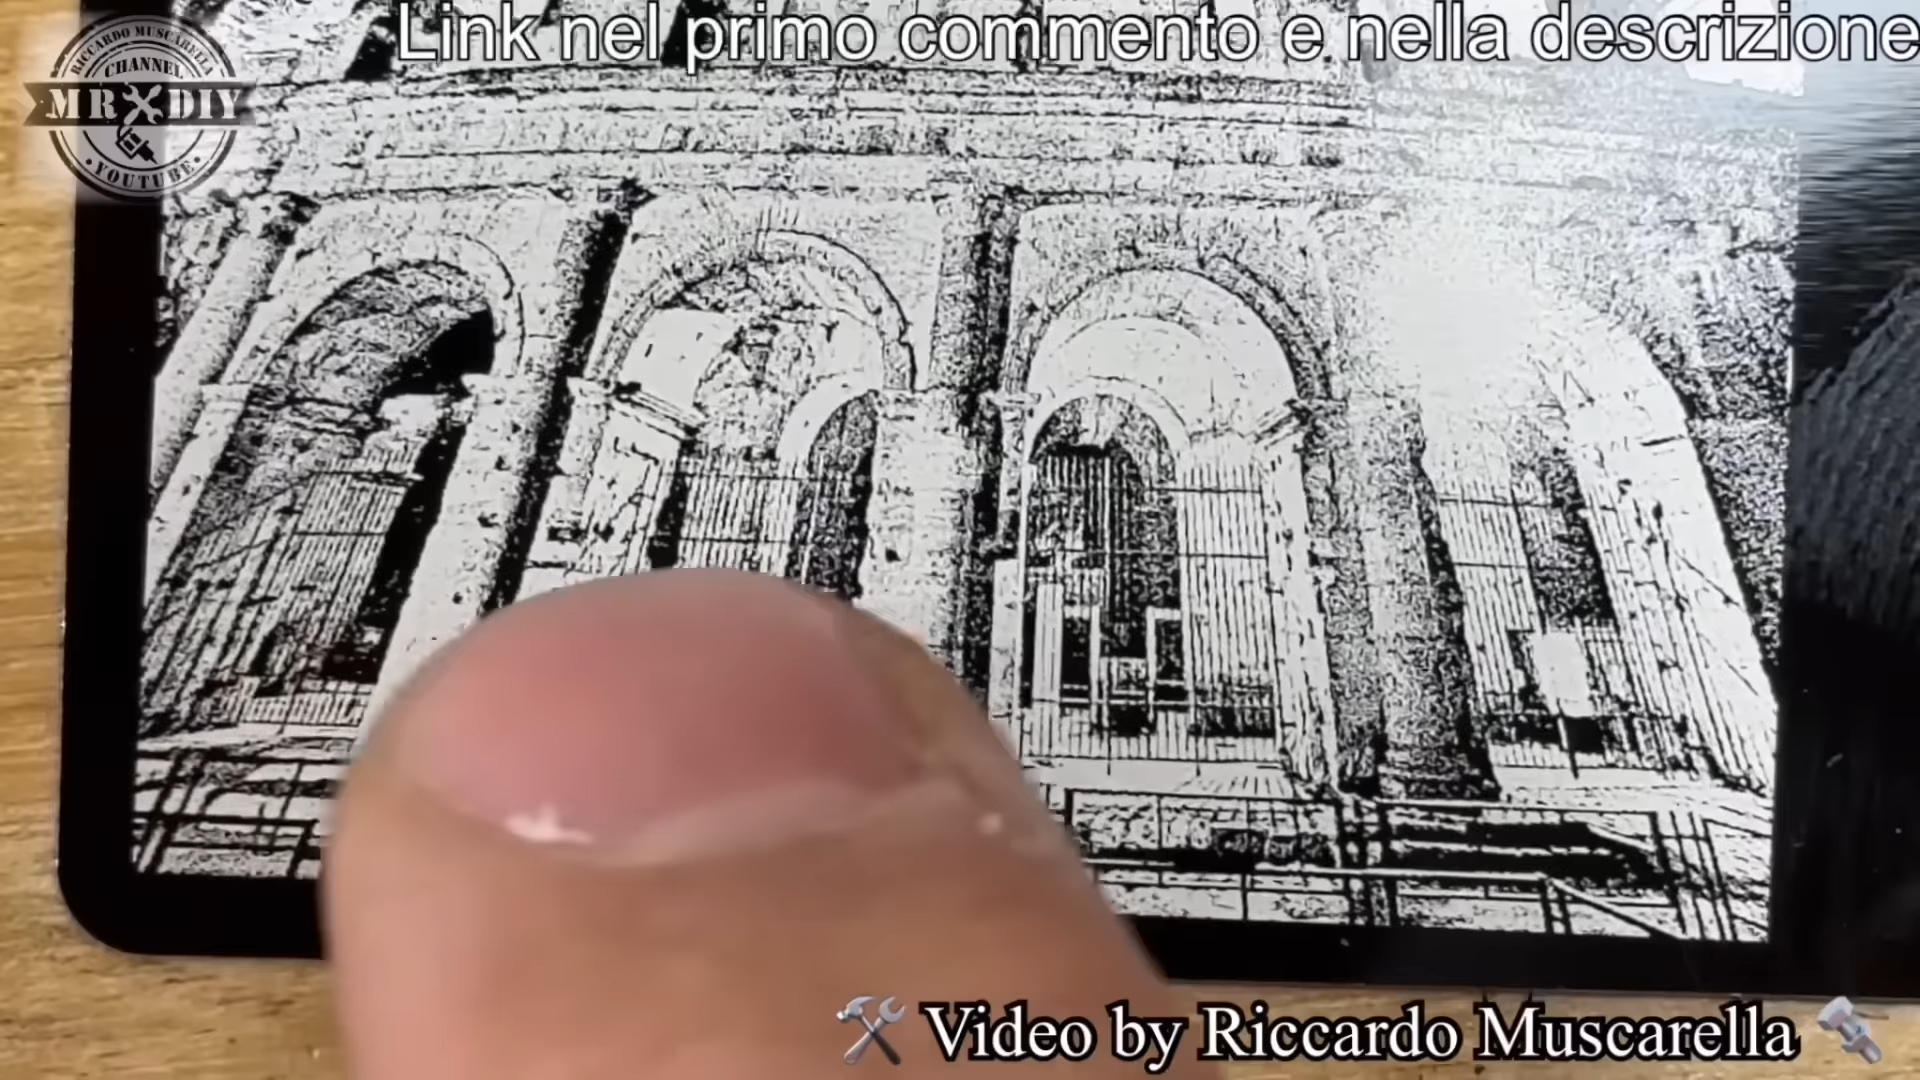 Link nel primo commento e nella descrizione
RICCARDO MUSCARELLA
CHANNEL
MR DIY
YOUTUBE
Video by Riccardo Muscarella